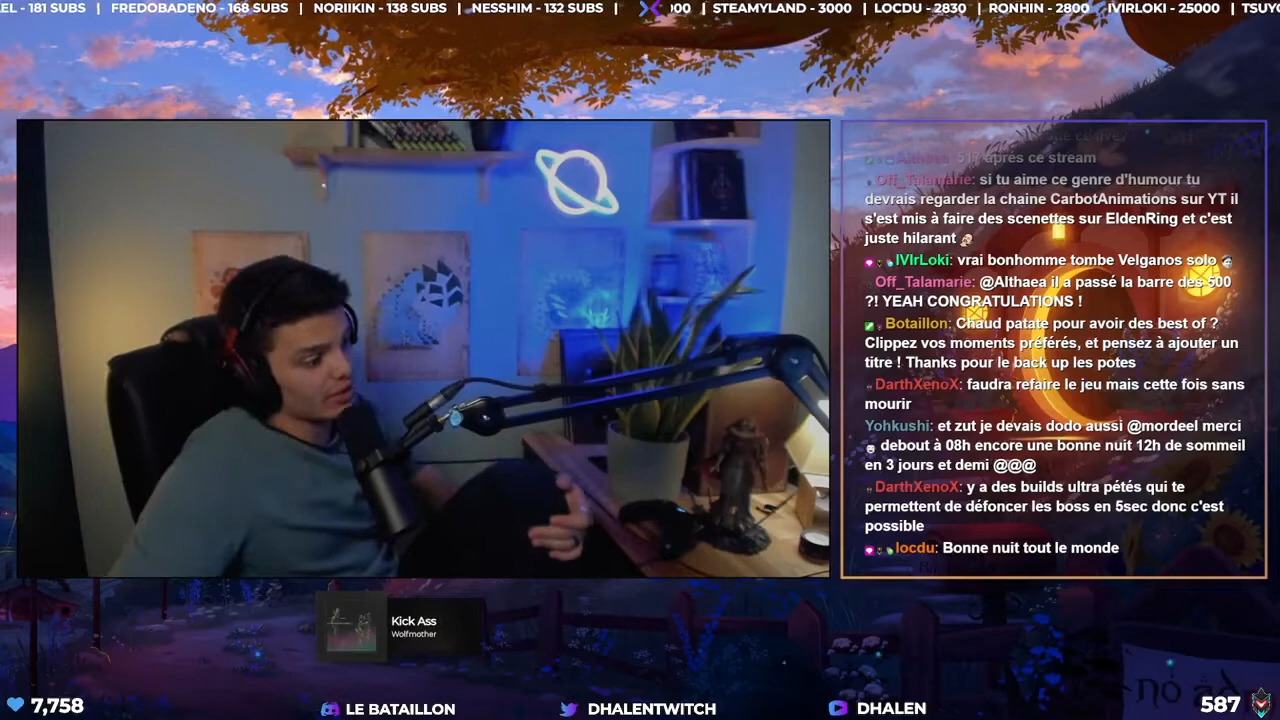 EL - 181 SUBS | FREDOBADENO - 168 SUBS | NORIIKIN - 138 SUBS | NESSHIM - 132 SUBS |
00 | STEAMYLAND - 3000 | LOCDU - 2830 | RONHIN - 2800 IVIRLOKI - 25000 | TSUYO
Althaea: 517 après ce stream
Off_Talamarie: si tu aime ce genre d'humour tu
devrais regarder la chaine CarbotAnimations sur YT il
s'est mis à faire des scenettes sur EldenRing et c'est
juste hilarant
IVIrLoki: vrai bonhomme tombe Velganos solo
Off_Talamarie: @Althaea il a passé la barre des 500
?! YEAH CONGRATULATIONS !
Botaillon: Chaud patate pour avoir des best of ?
Clippez vos moments préférés, et pensez à ajouter un
titre ! Thanks pour le back up les potes
DarthXenoX: faudra refaire le jeu mais cette fois sans
mourir
Yohkushi: et zut je devais dodo aussi @mordeel merci
debout à 08h encore une bonne nuit 12h de sommeil
en 3 jours et demi @@@
DarthXenoX: y a des builds ultra pétés qui te
permettent de défoncer les boss en 5sec donc c'est
possible
locdu: Bonne nuit tout le monde
Kick Ass
Wolfmother
7,758
LE BATAILLON
DHALENTWITCH
DHALEN
587